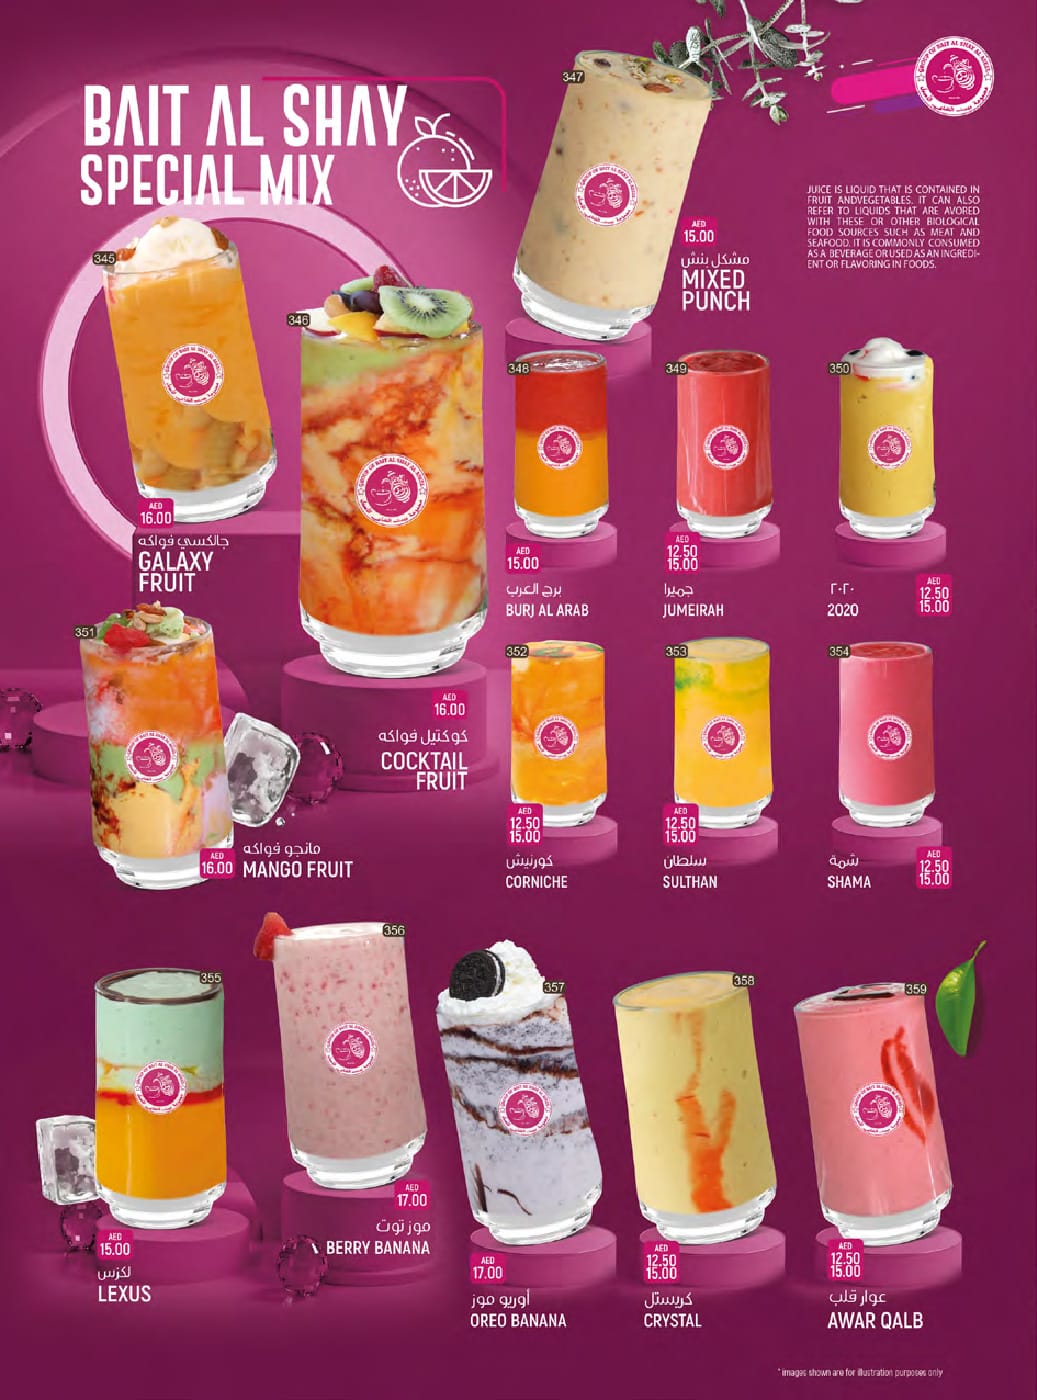 BAIT AL SHAY
SPECIAL MIX
JUICE IS LIQUID THAT IS CONTAINED IN
FRUIT ANDVEGETABLES. IT CAN ALSO
REFER TO LIQUIDS THAT ARE AVORED
WITH THESE OR OTHER BIOLOGICAL
FOOD SOURCES SUCH AS MEAT AND
SEAFOOD. IT IS COMMONLY CONSUMED
AS A BEVERAGE OR USED AS AN INGREDI-
ENT OR FLAVORING IN FOODS.
345
AED
16.00
جالكسي فواكه
GALAXY
FRUIT
346
AED
16.00
كوكتيل فواكه
COCKTAIL
FRUIT
347
AED
15.00
مشكل بنش
MIXED
PUNCH
348
AED
15.00
برج العرب
BURJ AL ARAB
349
AED
12.50
15.00
جميرا
JUMEIRAH
350
AED
12.50
15.00
٢٠٢٠
2020
351
AED
16.00
مانجو فواكه
MANGO FRUIT
352
AED
12.50
15.00
كورنيش
CORNICHE
353
AED
12.50
15.00
سلطان
SULTHAN
354
AED
12.50
15.00
شمة
SHAMA
355
AED
15.00
لكزس
LEXUS
356
AED
17.00
موز توت
BERRY BANANA
357
AED
17.00
أوريو موز
OREO BANANA
358
AED
12.50
15.00
كريستل
CRYSTAL
359
AED
12.50
15.00
عوار قلب
AWAR QALB
* images shown are for illustration purposes only